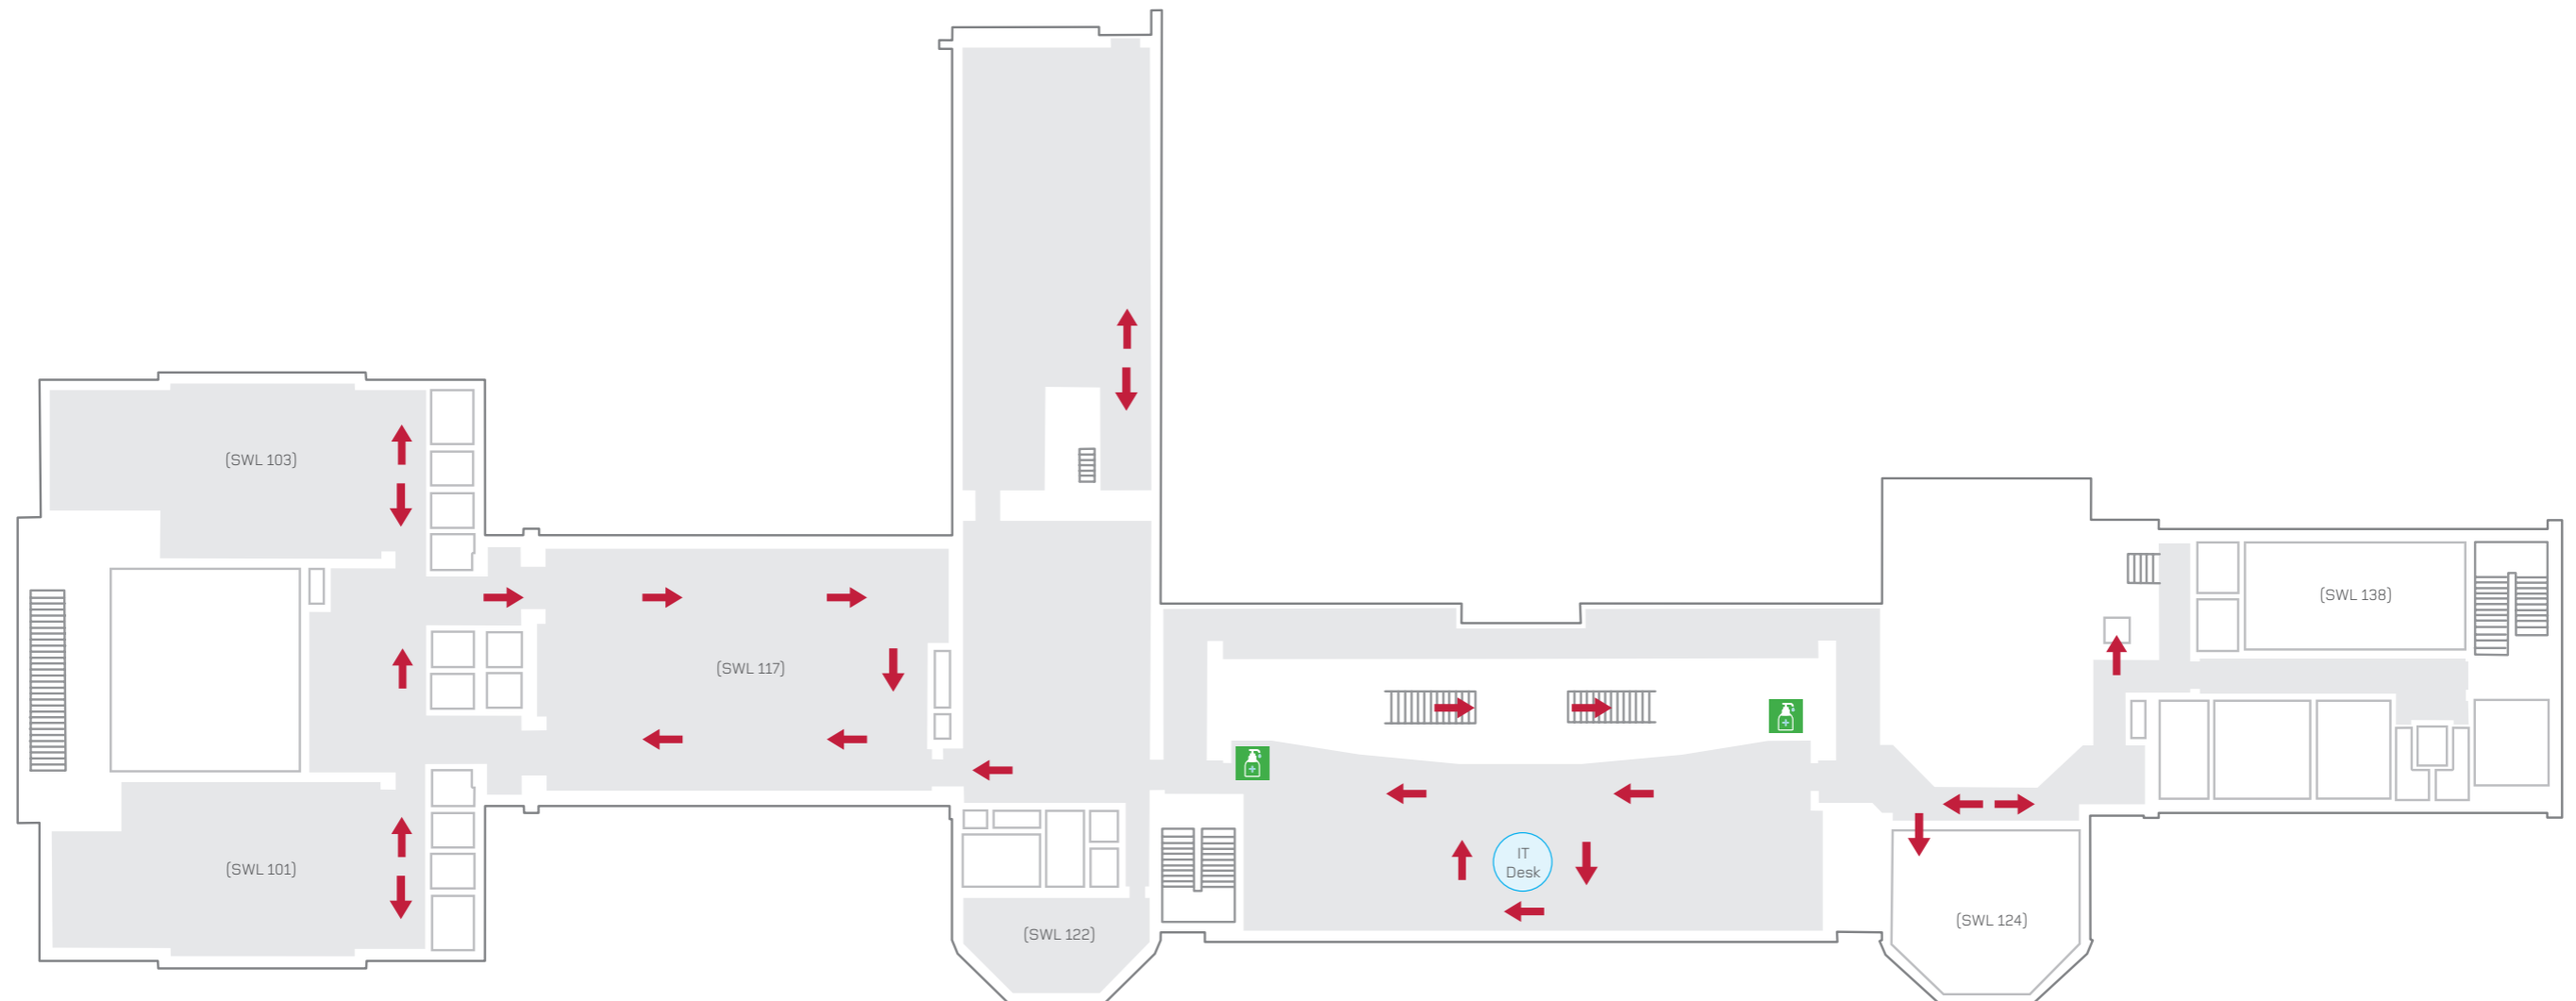 (SWL 103)
(SWL 138)
(SWL 117)
IT
Desk
(SWL 101)
(SWL 124)
(SWL 122)